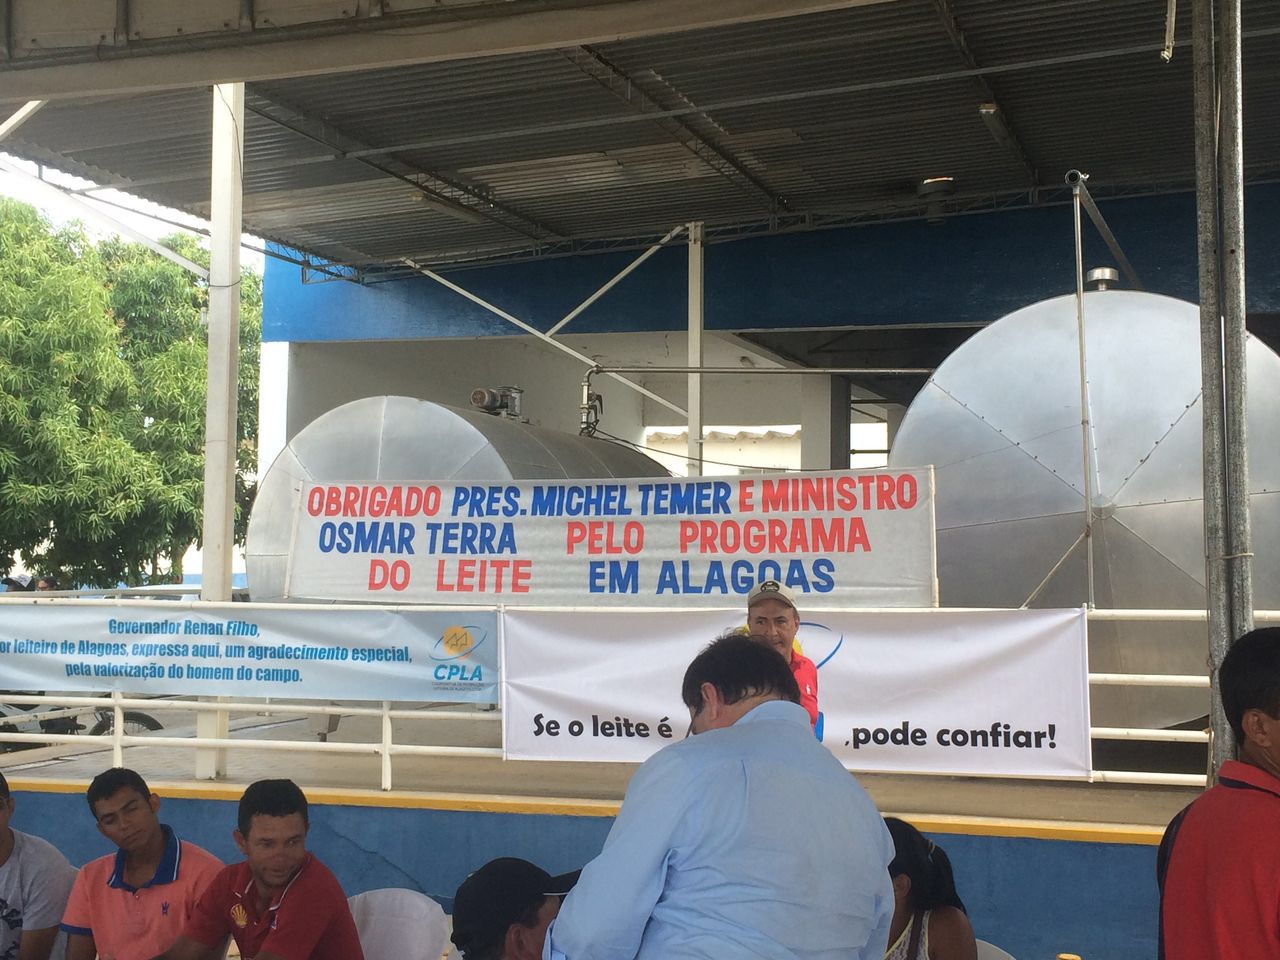 OBRIGADO PRES. MICHEL TEMER E MINISTRO
OSMAR TERRA PELO PROGRAMA
DO LEITE EM ALAGOAS
Governador Renan Filho,
or leiteiro de Alagoas, expressa aqui, um agradecimento especial,
pela valorização do homem do campo.
CPLA
Se o leite é , pode confiar!